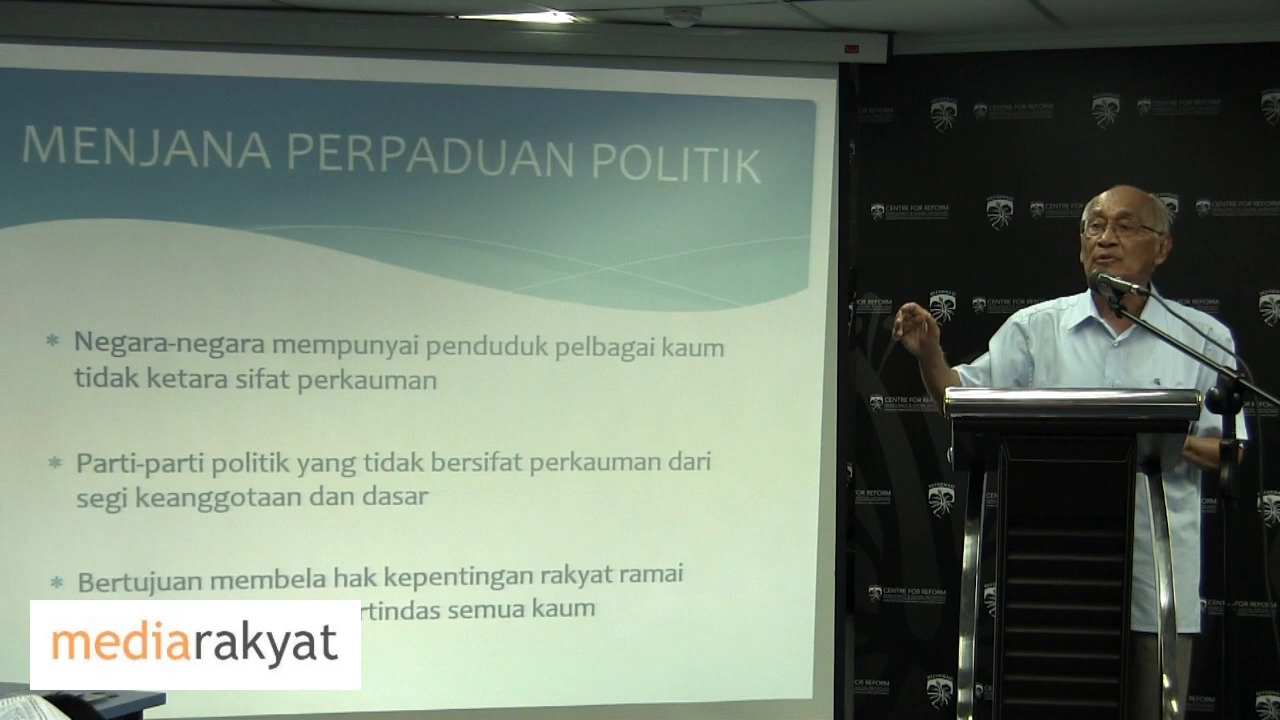 MENJANA PERPADUAN POLITIK
* Negara-negara mempunyai penduduk pelbagai kaum
tidak ketara sifat perkauman
* Parti-parti politik yang tidak bersifat perkauman dari
segi keanggotaan dan dasar
* Bertujuan membela hak kepentingan rakyat ramai
rtindas semua kaum
mediarakyat
CENTRE FOR REFORM
REFORMASI